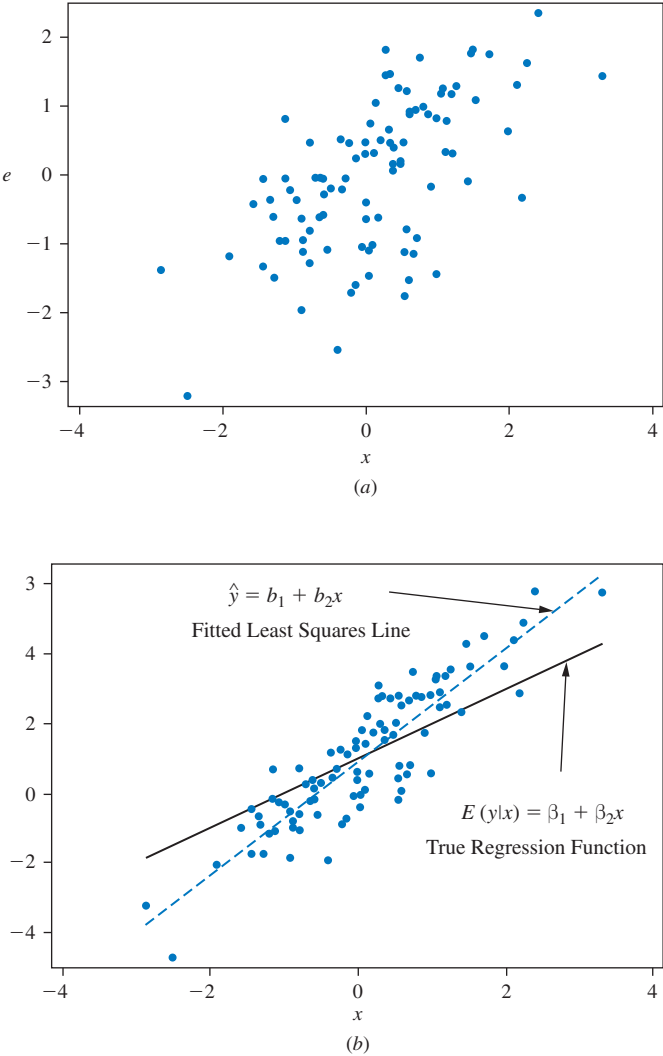 2
1
e
0
−1
−2
−3
−4
−2
0
2
4
x
(a)
3
ŷ = b₁ + b₂x
Fitted Least Squares Line
4
2
0
E (y|x) = β₁ + β₂x
True Regression Function
−2
−4
−4
−2
0
2
4
x
(b)